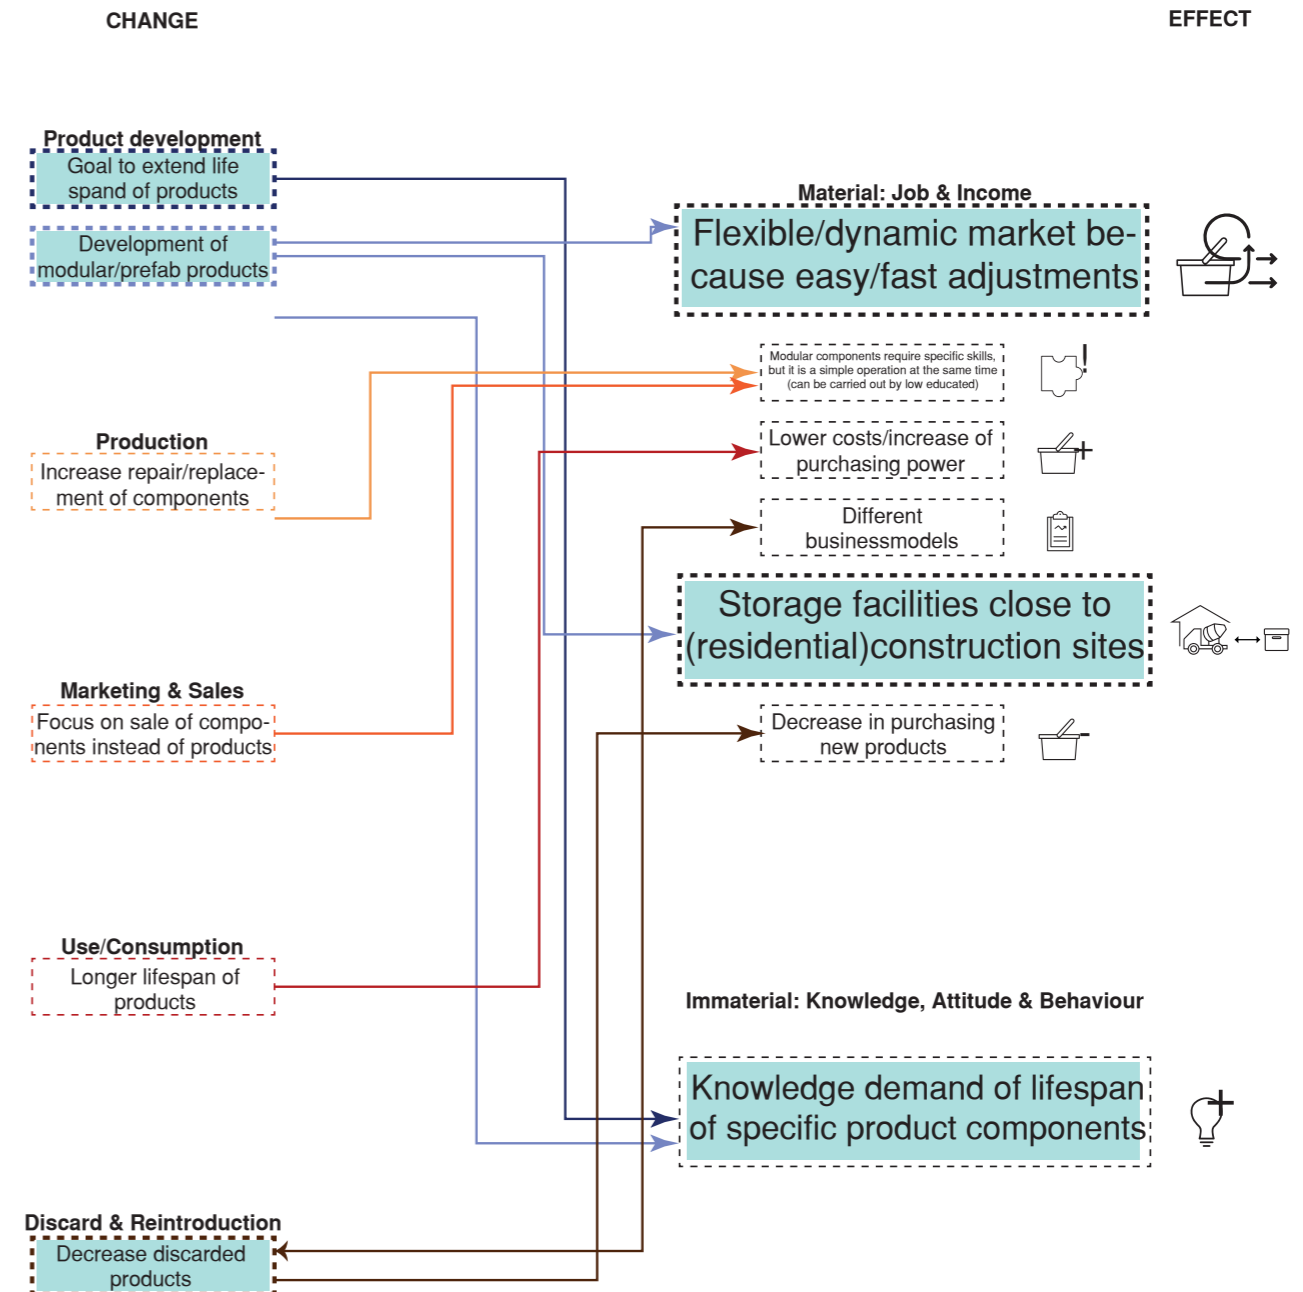 CHANGE
EFFECT
Product development
Goal to extend life
spand of products
Development of
modular/prefab products
Material: Job & Income
Flexible/dynamic market be-
cause easy/fast adjustments
Modular components require specific skills,
but it is a simple operation at the same time
(can be carried out by low educated)
Production
Increase repair/replace-
ment of components
Lower costs/increase of
purchasing power
Different
businessmodels
Storage facilities close to
(residential)construction sites
Marketing & Sales
Focus on sale of compo-
nents instead of products
Decrease in purchasing
new products
Use/Consumption
Longer lifespan of
products
Immaterial: Knowledge, Attitude & Behaviour
Knowledge demand of lifespan
of specific product components
Discard & Reintroduction
Decrease discarded
products